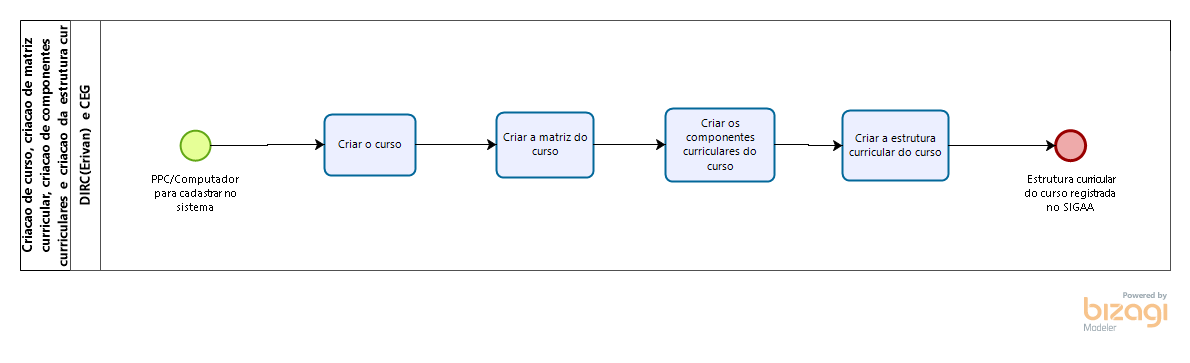 Criacao de curso, criacao de matriz
curricular, criacao de componentes
curriculares e criacao da estrutura cur
DIRC(Erivan) e CEG
PPC/Computador
para cadastrar no
sistema
Criar o curso
Criar a matriz do
curso
Criar os
componentes
curriculares do
curso
Criar a estrutura
curricular do curso
Estrutura curricular
do curso registrada
no SIGAA
Powered by
bizagi
Modeler